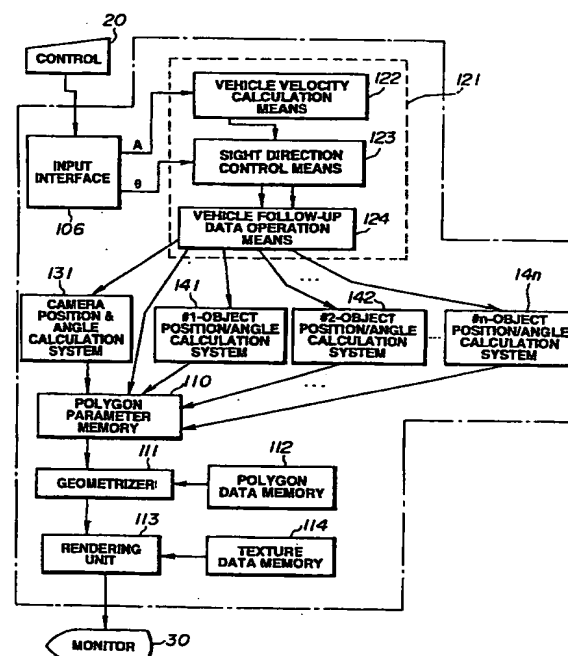 20
CONTROL
122
121
VEHICLE VELOCITY
CALCULATION
MEANS
A
123
INPUT
INTERFACE
SIGHT DIRECTION
CONTROL MEANS
θ
106
124
VEHICLE FOLLOW-UP
DATA OPERATION
MEANS
131
141
...
142
14n
CAMERA
POSITION &
ANGLE
CALCULATION
SYSTEM
#1-OBJECT
POSITION/ANGLE
CALCULATION
SYSTEM
#2-OBJECT
POSITION/ANGLE
CALCULATION
SYSTEM
...
#n-OBJECT
POSITION/ANGLE
CALCULATION
SYSTEM
110
...
POLYGON
PARAMETER
MEMORY
111
112
GEOMETRIZER
POLYGON
DATA MEMORY
113
114
RENDERING
UNIT
TEXTURE
DATA MEMORY
MONITOR
30